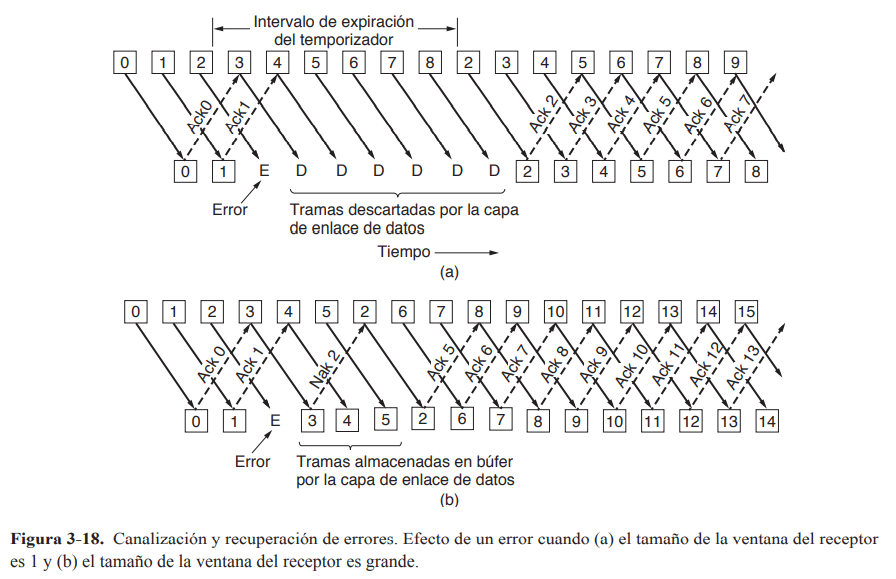 Intervalo de expiración
del temporizador
0 1 2 3 4 5 6 7 8 2 3 4 5 6 7 8 9
Ack0 Ack1 Ack 2 Ack 3 Ack 4 Ack 5 Ack 6 Ack 7
0 1 E D D D D D D 2 3 4 5 6 7 8
Error
Tramas descartadas por la capa
de enlace de datos
Tiempo
(a)
0 1 2 3 4 5 2 6 7 8 9 10 11 12 13 14 15
Ack 0 Ack 1 Nak 2 Ack 5 Ack 6 Ack 7 Ack 8 Ack 9 Ack 10 Ack 11 Ack 12 Ack 13
0 1 E 3 4 5 2 6 7 8 9 10 11 12 13 14
Error
Tramas almacenadas en búfer
por la capa de enlace de datos
(b)
Figura 3-18. Canalización y recuperación de errores. Efecto de un error cuando (a) el tamaño de la ventana del receptor
es 1 y (b) el tamaño de la ventana del receptor es grande.